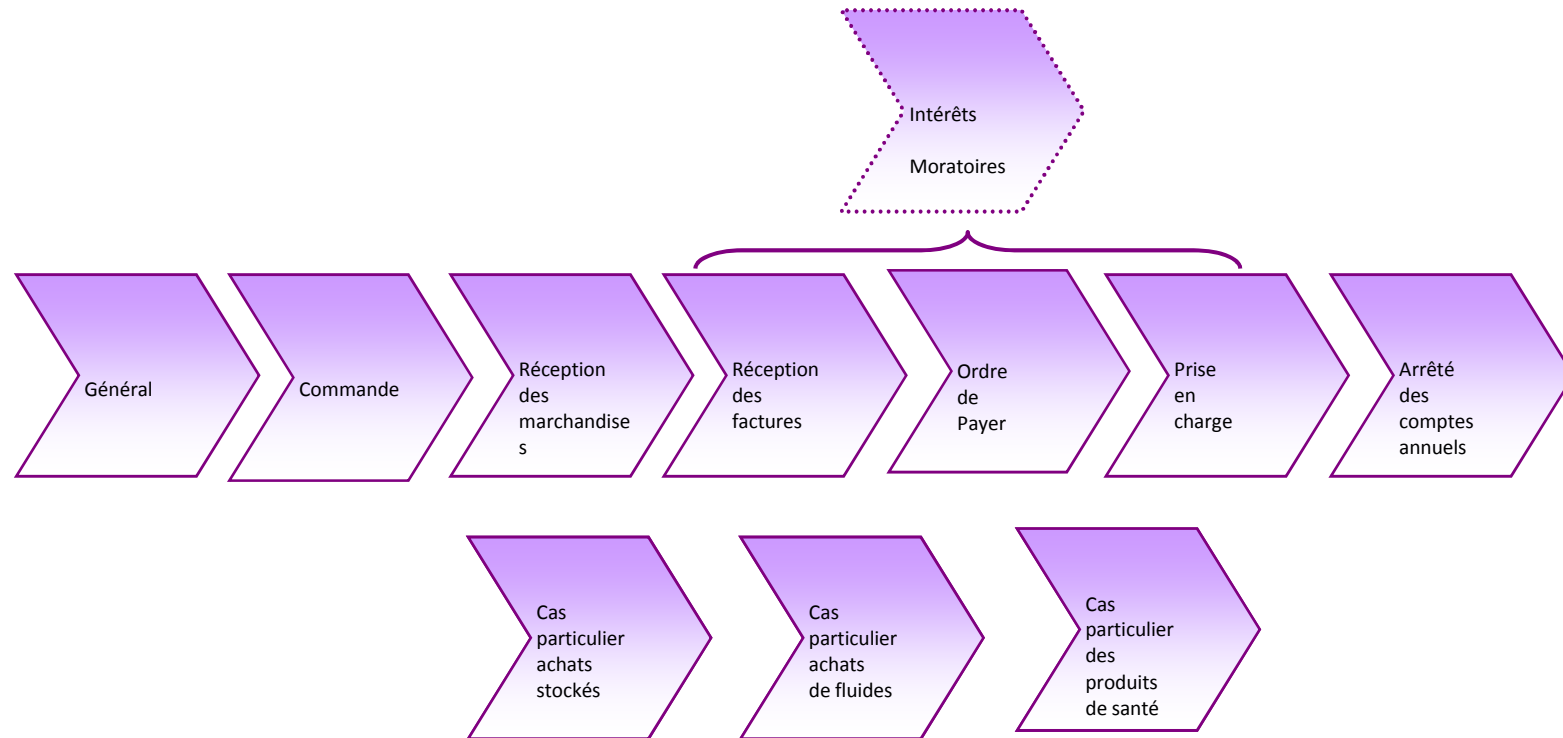 Intérêts
Moratoires
Général
Commande
Réception
des
marchandise
s
Réception
des
factures
Ordre
de
Payer
Prise
en
charge
Arrêté
des
comptes
annuels
Cas
particulier
achats
stockés
Cas
particulier
achats
de fluides
Cas
particulier
des
produits
de santé